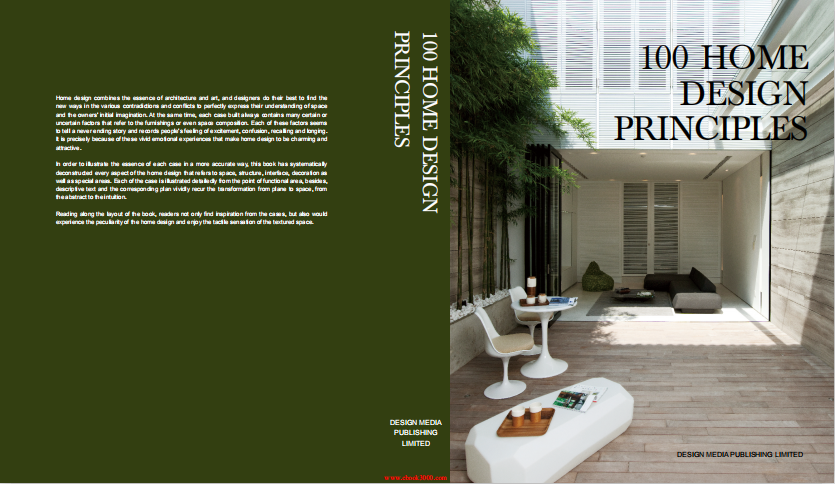 Home design combines the essence of architecture and art, and designers do their best to find the
new ways in the various contradictions and conflicts to perfectly express their understanding of space
and the owners' initial imagination. At the same time, each case built always contains many certain or
uncertain factors that refer to the furnishings or even space composition. Each of these factors seems
to tell a never ending story and records people's feeling of excitement, confusion, recalling and longing.
It is precisely because of these vivid emotional experiences that make home design to be charming and
attractive.
In order to illustrate the essence of each case in a more accurate way, this book has systematically
deconstructed every aspect of the home design that refers to space, structure, interface, decoration as
well as special areas. Each of the case is illustrated detailedly from the point of functional area, besides,
descriptive text and the corresponding plan vividly recur the transformation from plane to space, from
the abstract to the intuition.
Reading along the layout of the book, readers not only find inspiration from the cases, but also would
experience the peculiarity of the home design and enjoy the tactile sensation of the textured space.
100 HOME DESIGN
PRINCIPLES
DESIGN MEDIA
PUBLISHING
LIMITED
www.ebook3000.com
100 HOME
DESIGN
PRINCIPLES
DESIGN MEDIA PUBLISHING LIMITED